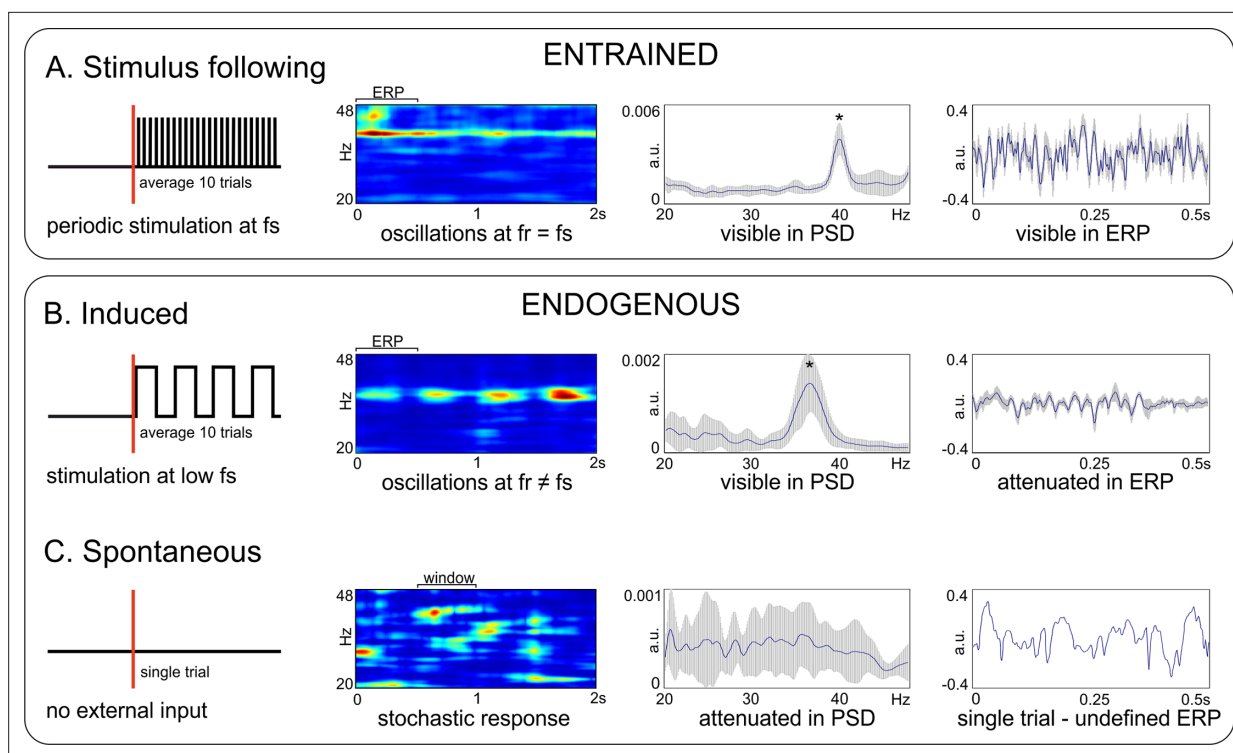 ENTRAINED
A. Stimulus following
average 10 trials
periodic stimulation at fs
ERP
48
Hz
20
0 1 2s
oscillations at fr = fs
0.006
*
a.u.
0
20 30 40 Hz
visible in PSD
0.4
a.u.
-0.4
0 0.25 0.5s
visible in ERP
ENDOGENOUS
B. Induced
average 10 trials
stimulation at low fs
ERP
48
Hz
20
0 1 2s
oscillations at fr ≠ fs
0.002
*
a.u.
0
20 30 40 Hz
visible in PSD
0.4
a.u.
-0.4
0 0.25 0.5s
attenuated in ERP
C. Spontaneous
single trial
no external input
window
48
Hz
20
0 1 2s
stochastic response
0.001
a.u.
0
20 30 40 Hz
attenuated in PSD
0.4
a.u.
-0.4
0 0.25 0.5s
single trial - undefined ERP